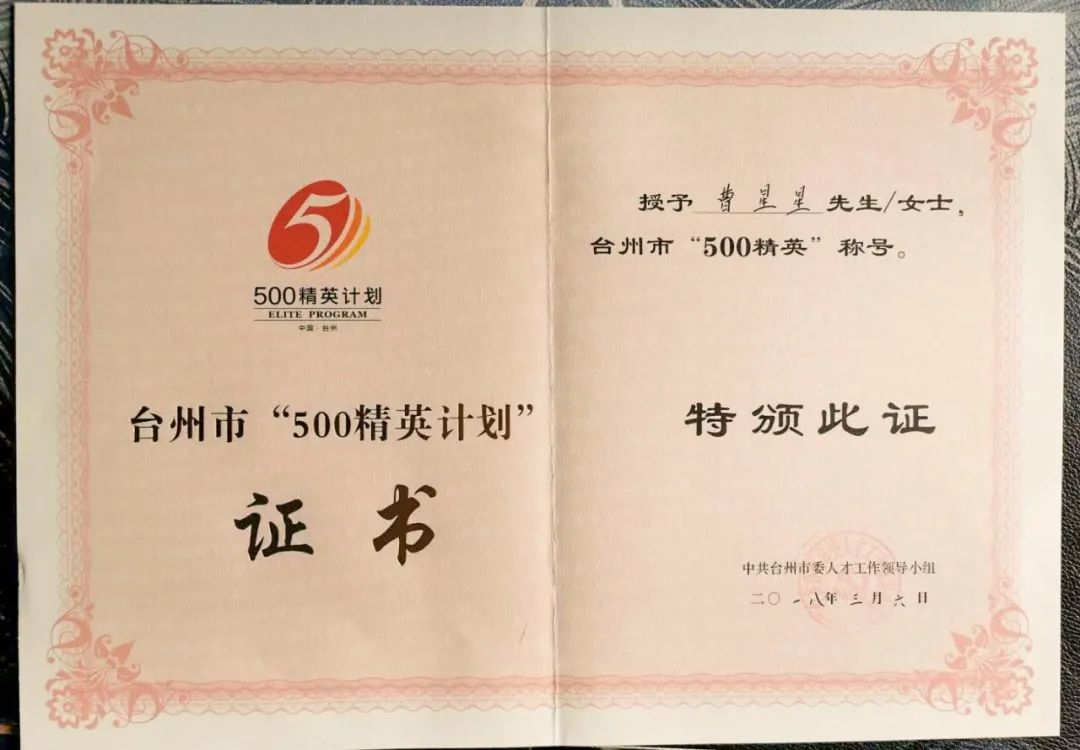 500精英计划
ELITE PROGRAM
中国·台州
台州市“500精英计划”
证书
授予 曹星星 先生/女士，
台州市“500精英”称号。
特颁此证
中共台州市委人才工作领导小组
二〇一八年三月六日